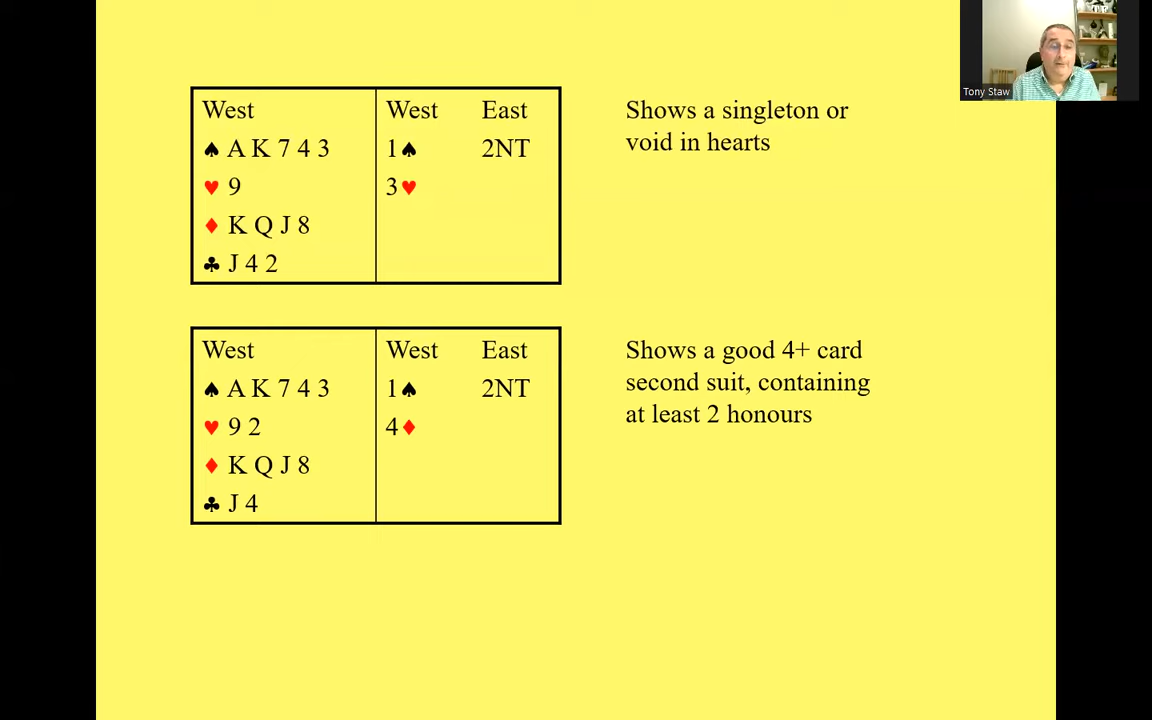 West
West East
Shows a singleton or
void in hearts
♠ A K 7 4 3
1♠ 2NT
♥ 9
3♥
♦ K Q J 8
♣ J 4 2
West
West East
Shows a good 4+ card
second suit, containing
at least 2 honours
♠ A K 7 4 3
1♠ 2NT
♥ 9 2
4♦
♦ K Q J 8
♣ J 4
Tony Staw